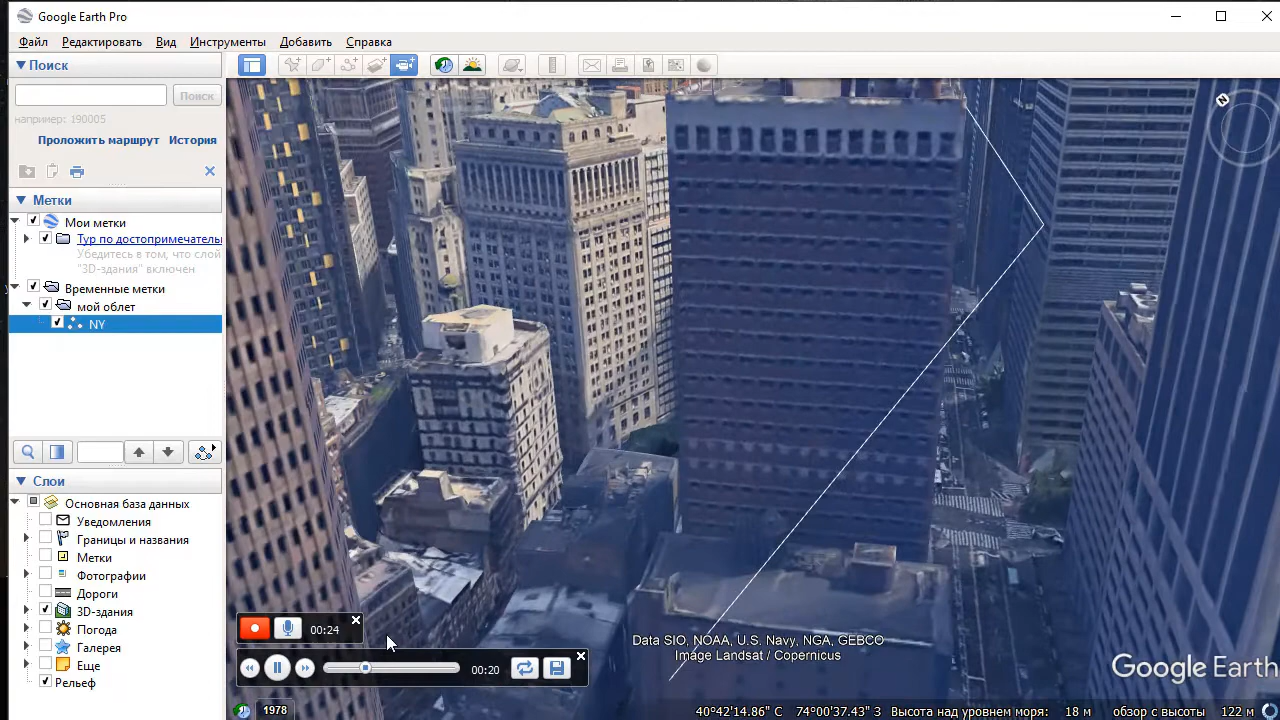 Google Earth Pro
Файл Редактировать Вид Инструменты Добавить Справка
Поиск
Поиск
например: 190005
Проложить маршрут История
Метки
Мои метки
Тур по достопримечатель
Убедитесь в том, что слой
"3D-здания" включен
Временные метки
мой облет
NY
Слои
Основная база данных
Уведомления
Границы и названия
Метки
Фотографии
Дороги
3D-здания
Погода
Галерея
Еще
Рельеф
00:24
00:20
Data SIO, NOAA, U.S. Navy, NGA, GEBCO
Image Landsat / Copernicus
Google Earth
1978
40°42'14.86" С 74°00'37.43" З Высота над уровнем моря: 18 м обзор с высоты 122 м
N